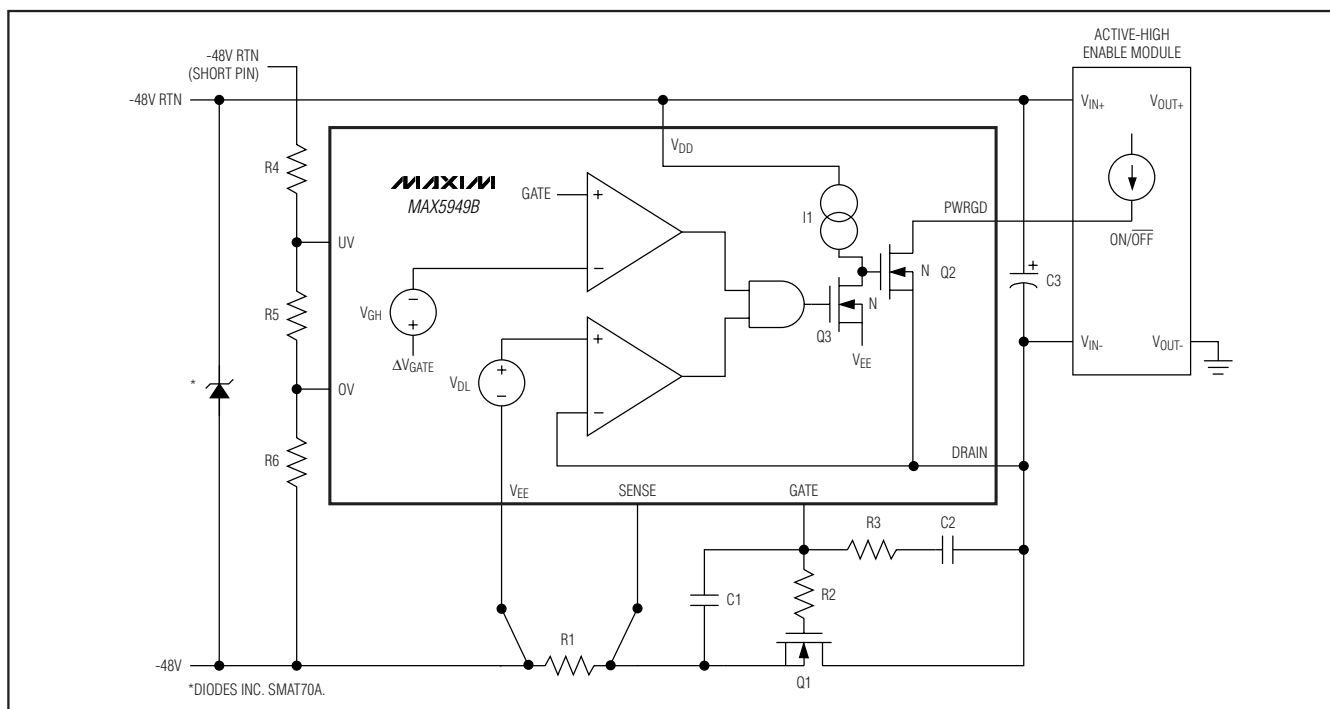 -48V RTN
(SHORT PIN)
ACTIVE-HIGH
ENABLE MODULE
-48V RTN
VIN+
VOUT+
R4
VDD
MAXIM
MAX5949B
GATE
+
−
I1
PWRGD
ON/O̅F̅F̅
UV
N
Q2
+
C3
N
VGH
−
+
R5
Q3
VEE
VIN-
VOUT-
ΔVGATE
+
−
VDL
+
−
*
OV
R6
DRAIN
VEE
SENSE
GATE
R3
C2
C1
R2
R1
-48V
Q1
*DIODES INC. SMAT70A.